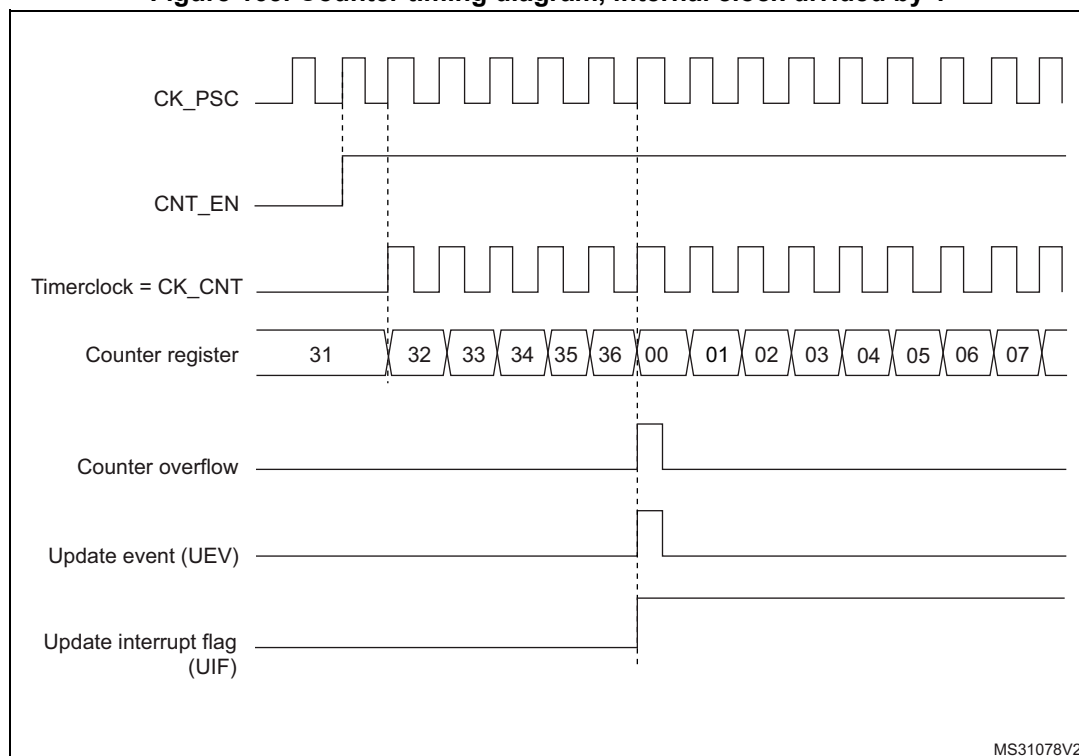 CK_PSC
CNT_EN
Timerclock = CK_CNT
Counter register 31 32 33 34 35 36 00 01 02 03 04 05 06 07
Counter overflow
Update event (UEV)
Update interrupt flag
(UIF)
MS31078V2